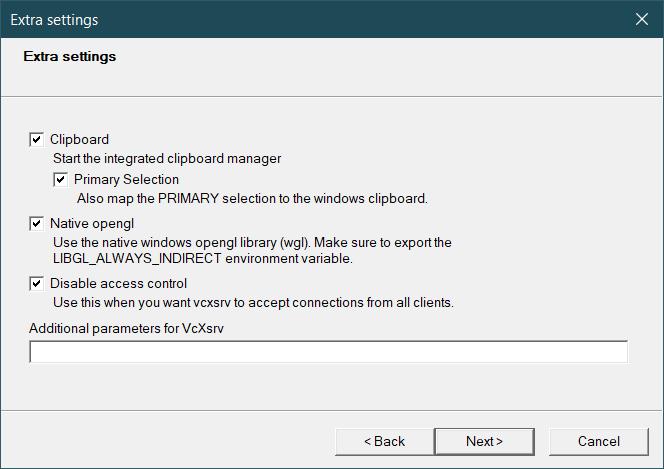 Extra settings
Extra settings
Clipboard
Start the integrated clipboard manager
Primary Selection
Also map the PRIMARY selection to the windows clipboard.
Native opengl
Use the native windows opengl library (wgl). Make sure to export the
LIBGL_ALWAYS_INDIRECT environment variable.
Disable access control
Use this when you want vcxsrv to accept connections from all clients.
Additional parameters for VcXsrv
< Back
Next >
Cancel